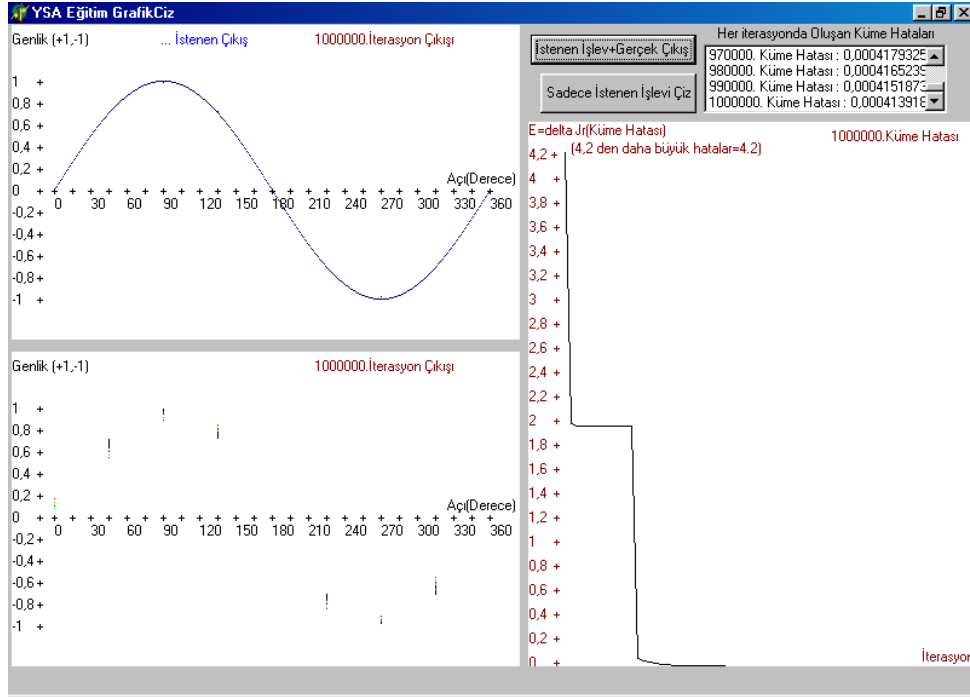 YSA Eğitim GrafikCiz
Genlik (+1,-1) ... İstenen Çıkış 1000000.İterasyon Çıkışı
1 +
0,8 +
0,6 +
0,4 +
0,2 +
Açı(Derece)
0 + + + + + + + + + + + + +
0 30 60 90 120 150 180 210 240 270 300 330 360
-0,2 +
-0,4 +
-0,6 +
-0,8 +
-1 +
Genlik (+1,-1) 1000000.İterasyon Çıkışı
1 +
0,8 +
0,6 +
0,4 +
0,2 +
Açı(Derece)
0 + + + + + + + + + + + + +
0 30 60 90 120 150 180 210 240 270 300 330 360
-0,2 +
-0,4 +
-0,6 +
-0,8 +
-1 +
İstenen İşlev+Gerçek Çıkış
Sadece İstenen İşlevi Çiz
Her iterasyonda Oluşan Küme Hataları
970000. Küme Hatası : 0,0004179325
980000. Küme Hatası : 0,0004165239
990000. Küme Hatası : 0,0004151873
1000000. Küme Hatası : 0,000413918
E=delta Jr(Küme Hatası) 1000000.Küme Hatası
(4,2 den daha büyük hatalar=4.2)
4,2 +
4 +
3,8 +
3,6 +
3,4 +
3,2 +
3 +
2,8 +
2,6 +
2,4 +
2,2 +
2 +
1,8 +
1,6 +
1,4 +
1,2 +
1 +
0,8 +
0,6 +
0,4 +
0,2 +
0 +
İterasyon